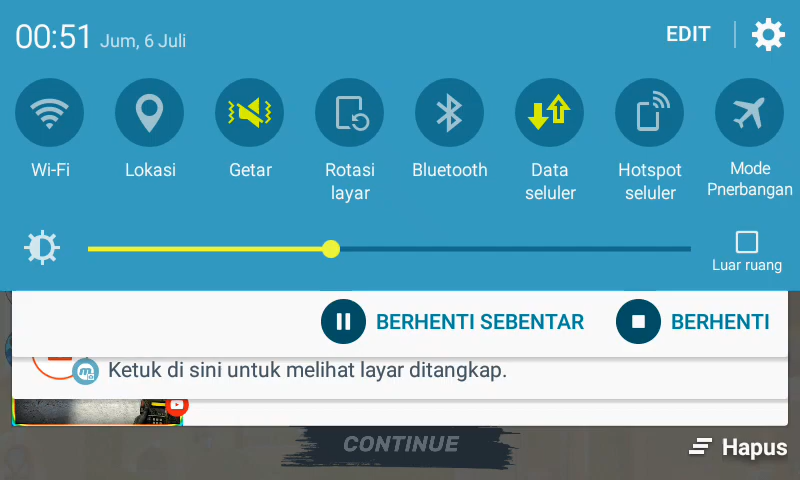 00:51 Jum, 6 Juli
EDIT
Wi-Fi
Lokasi
Getar
Rotasi
layar
Bluetooth
Data
seluler
Hotspot
seluler
Mode
Pnerbangan
Luar ruang
BERHENTI SEBENTAR
BERHENTI
Ketuk di sini untuk melihat layar ditangkap.
CONTINUE
Hapus